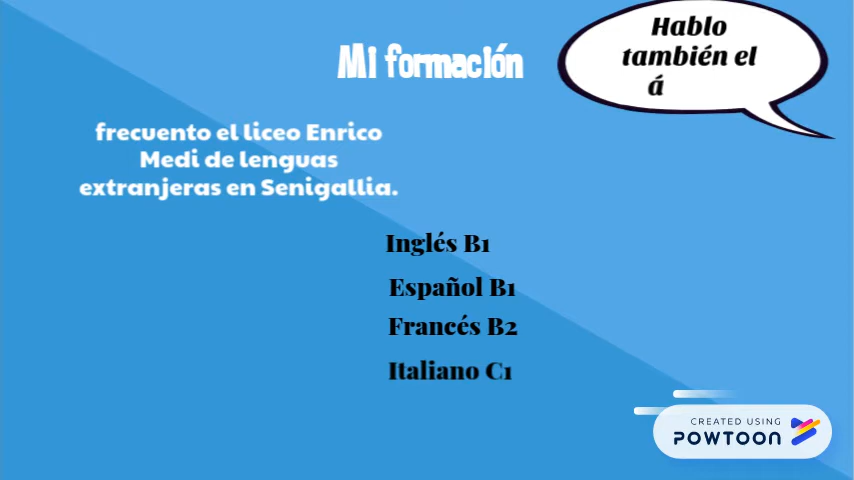 Hablo
también el
á
Mi formación
frecuento el liceo Enrico
Medi de lenguas
extranjeras en Senigallia.
Inglés B1
Español B1
Francés B2
Italiano C1
CREATED USING
POWTOON